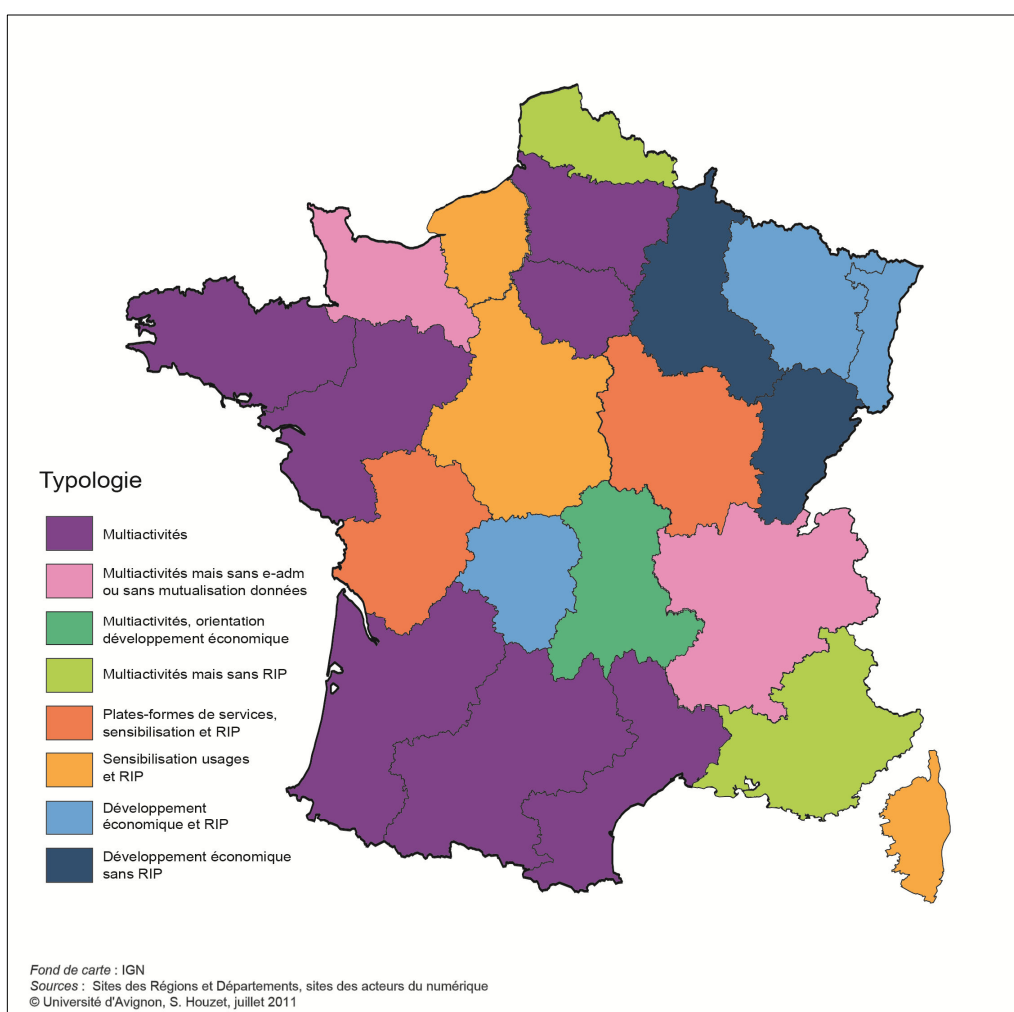 Typologie
Multiactivités
Multiactivités mais sans e-adm
ou sans mutualisation données
Multiactivités, orientation
développement économique
Multiactivités mais sans RIP
Plates-formes de services,
sensibilisation et RIP
Sensibilisation usages
et RIP
Développement
économique et RIP
Développement économique
sans RIP
Fond de carte : IGN
Sources : Sites des Régions et Départements, sites des acteurs du numérique
© Université d'Avignon, S. Houzet, juillet 2011